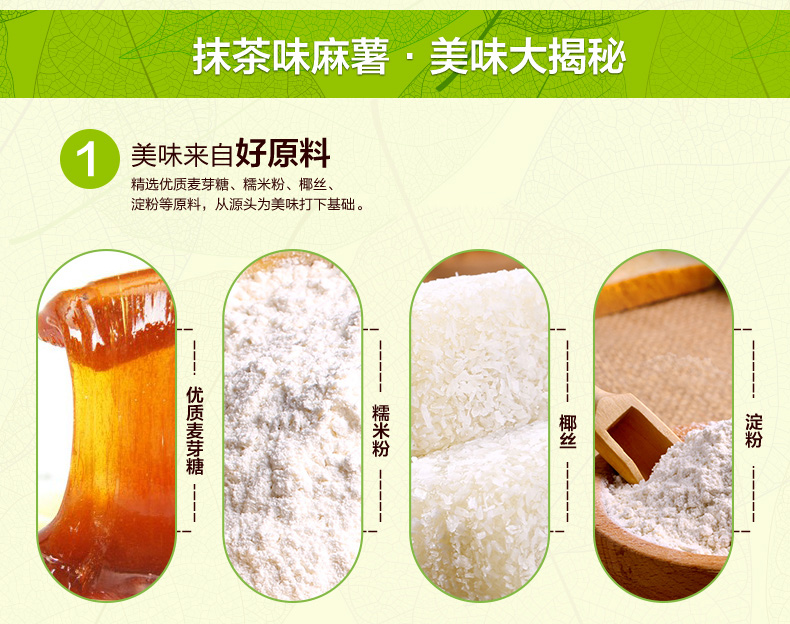 抹茶味麻薯·美味大揭秘
1
美味来自好原料
精选优质麦芽糖、糯米粉、椰丝、
淀粉等原料，从源头为美味打下基础。
优质麦芽糖
糯米粉
椰丝
淀粉